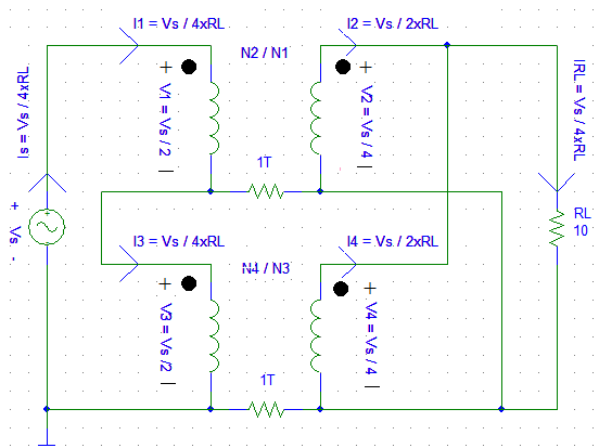 I1 = Vs / 4xRL
I2 = Vs / 2xRL
N2 / N1
Is = Vs / 4xRL
+
V1 = Vs / 2
|
+
V2 = Vs / 4
|
IRL = Vs / 4xRL
1T
+
Vs
-
RL
10
I3 = Vs / 4xRL
I4 = Vs / 2xRL
N4 / N3
+
V3 = Vs /2
|
+
V4 = Vs / 4
|
1T